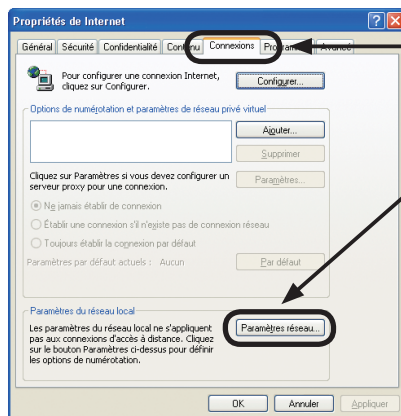 Propriétés de Internet
Général Sécurité Confidentialité Contenu Connexions Avancé
Pour configurer une connexion Internet,
cliquez sur Configurer.
Configurer...
Options de numérotation et paramètres de réseau privé virtuel
Ajouter...
Supprimer
Cliquez sur Paramètres si vous devez configurer un
serveur proxy pour une connexion.
Paramètres...
Ne jamais établir de connexion
Établir une connexion s'il n'existe pas de connexion réseau
Toujours établir la connexion par défaut
Paramètres par défaut actuels : Aucun
Par défaut
Paramètres du réseau local
Les paramètres du réseau local ne s'appliquent
pas aux connexions d'accès à distance. Cliquez
sur le bouton Paramètres ci-dessus pour définir
les options de numérotation.
Paramètres réseau...
OK Annuler Appliquer